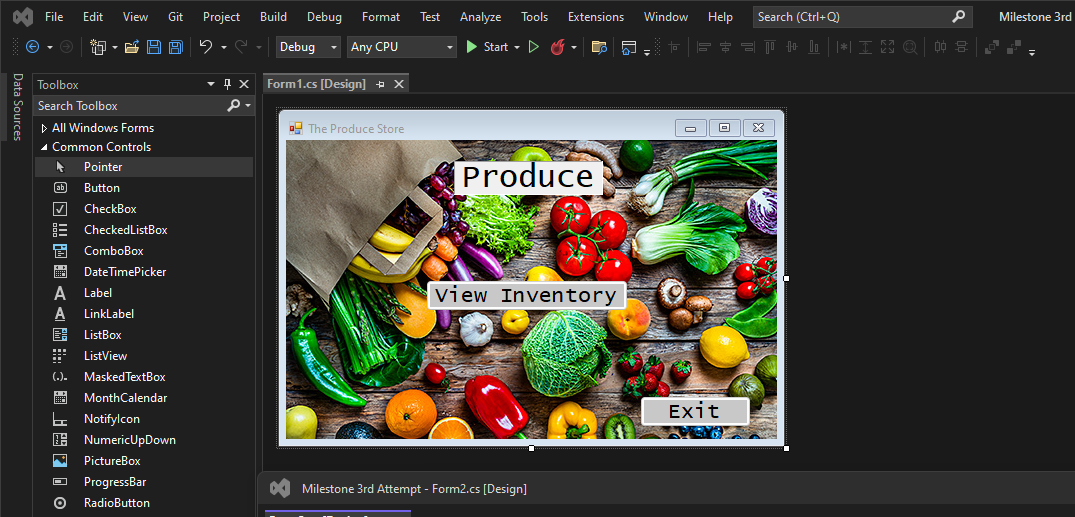 File Edit View Git Project Build Debug Format Test Analyze Tools Extensions Window Help Search (Ctrl+Q) Milestone 3rd
Debug Any CPU Start
Data Sources
Toolbox
Form1.cs [Design]
Search Toolbox
All Windows Forms
Common Controls
Pointer
Button
CheckBox
CheckedListBox
ComboBox
DateTimePicker
Label
LinkLabel
ListBox
ListView
MaskedTextBox
MonthCalendar
NotifyIcon
NumericUpDown
PictureBox
ProgressBar
RadioButton
The Produce Store
Produce
View Inventory
Exit
Milestone 3rd Attempt - Form2.cs [Design]